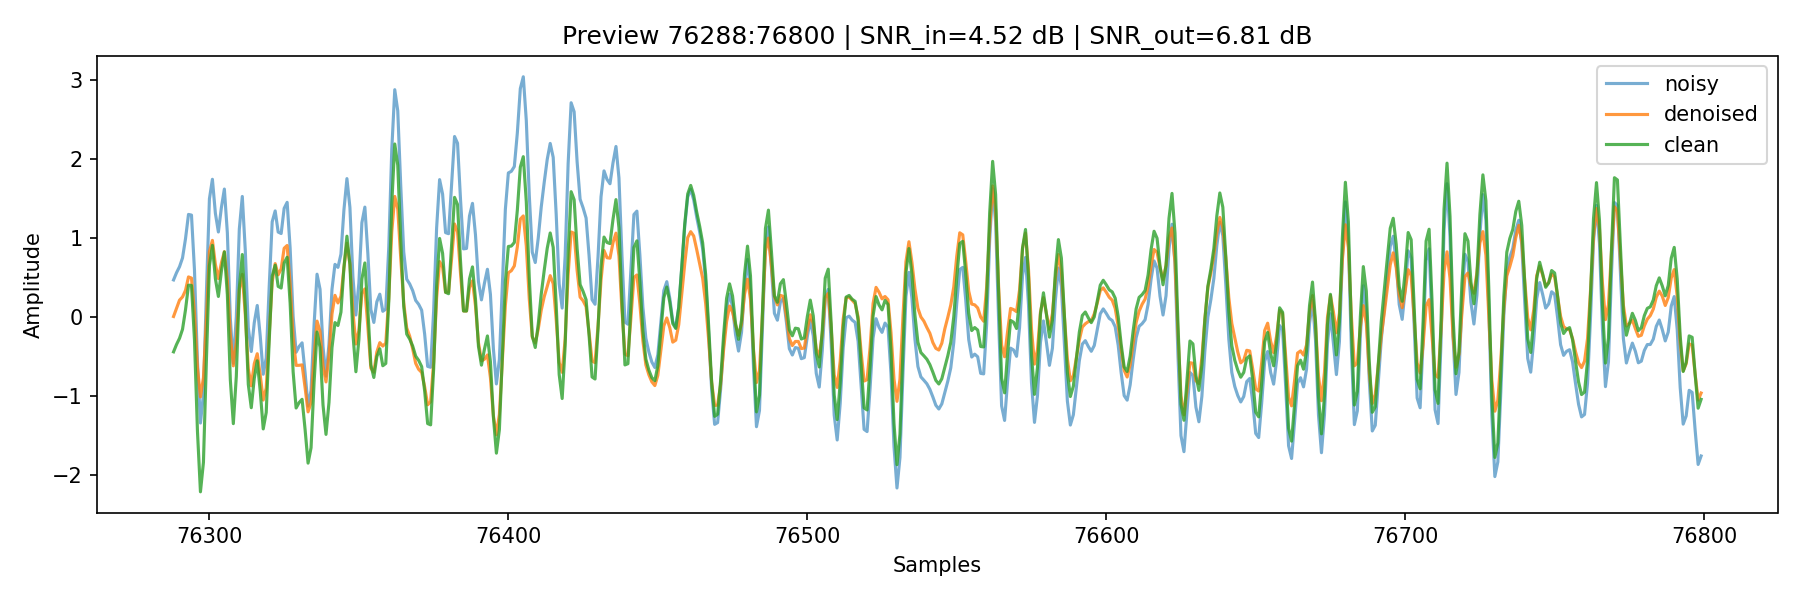 Preview 76288:76800 | SNR_in=4.52 dB | SNR_out=6.81 dB
noisy
denoised
clean
Amplitude
3
2
1
0
−1
−2
76300 76400 76500 76600 76700 76800
Samples